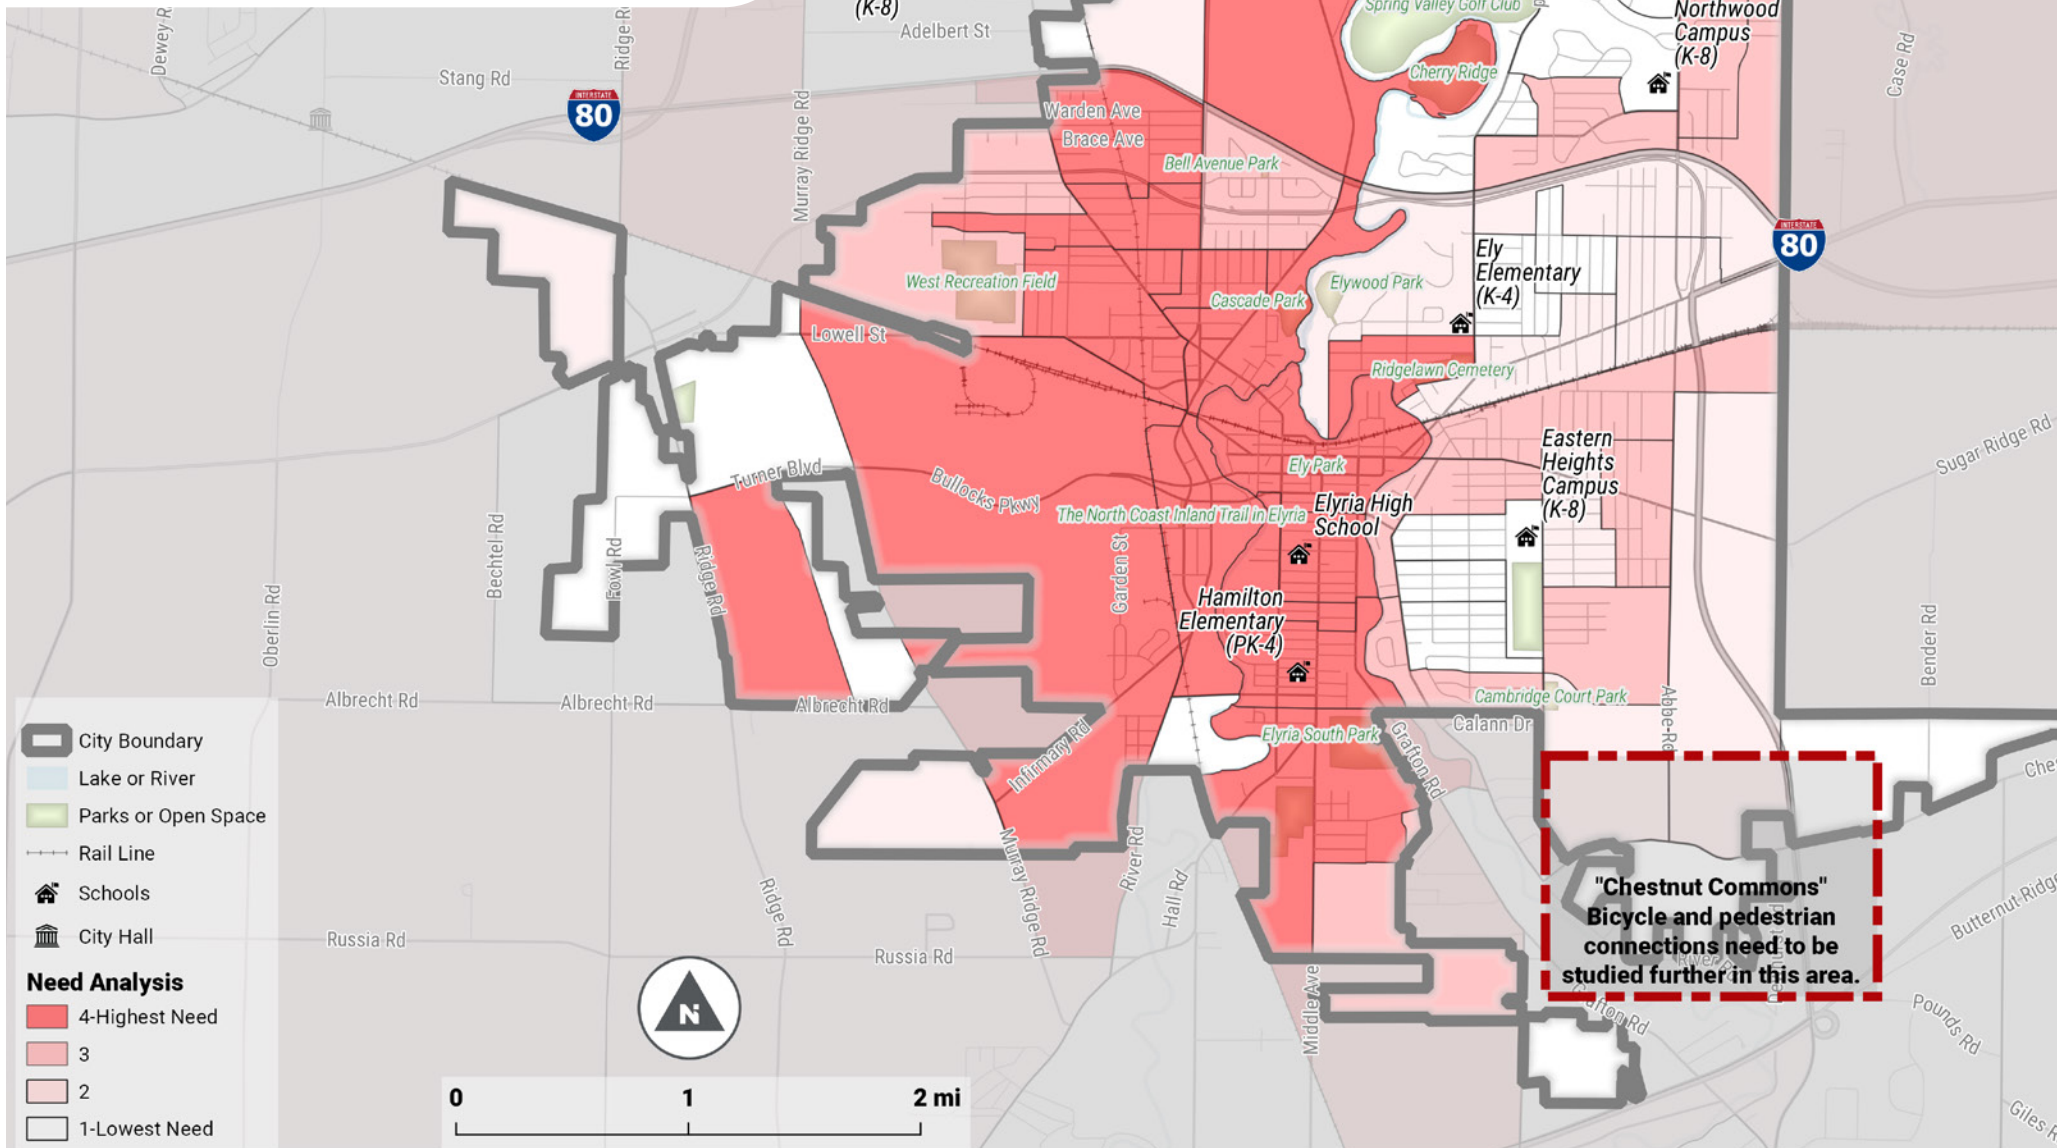 (K-8)
Spring Valley Golf Club
Northwood
Campus
(K-8)
Adelbert St
Dewey R
Ridge R
Case Rd
Stang Rd
INTERSTATE
80
Cherry Ridge
Murray Ridge Rd
Warden Ave
Brace Ave
Bell Avenue Park
INTERSTATE
80
Ely
Elementary
(K-4)
West Recreation Field
Elywood Park
Cascade Park
Lowell St
Ridgelawn Cemetery
Eastern
Heights
Campus
(K-8)
Sugar Ridge Rd
Turner Blvd
Bullocks Pkwy
Ely Park
Elyria High
School
The North Coast Inland Trail in Elyria
Bechtel Rd
Fowl Rd
Ridge Rd
Garden St
Oberlin Rd
Hamilton
Elementary
(PK-4)
Bender Rd
Albrecht Rd
Albrecht Rd
Albrecht Rd
Cambridge Court Park
Abbe Rd
Calann Dr
Elyria South Park
Grafton Rd
Infirmary Rd
Che
City Boundary
Lake or River
Parks or Open Space
Rail Line
Schools
City Hall
Need Analysis
4-Highest Need
3
2
1-Lowest Need
Murray Ridge Rd
River Rd
Hall Rd
Ridge Rd
Russia Rd
Russia Rd
"Chestnut Commons"
Bicycle and pedestrian
connections need to be
studied further in this area.
Butternut Ridge
Middle Ave
Grafton Rd
Pounds Rd
Giles R
N
0 1 2 mi